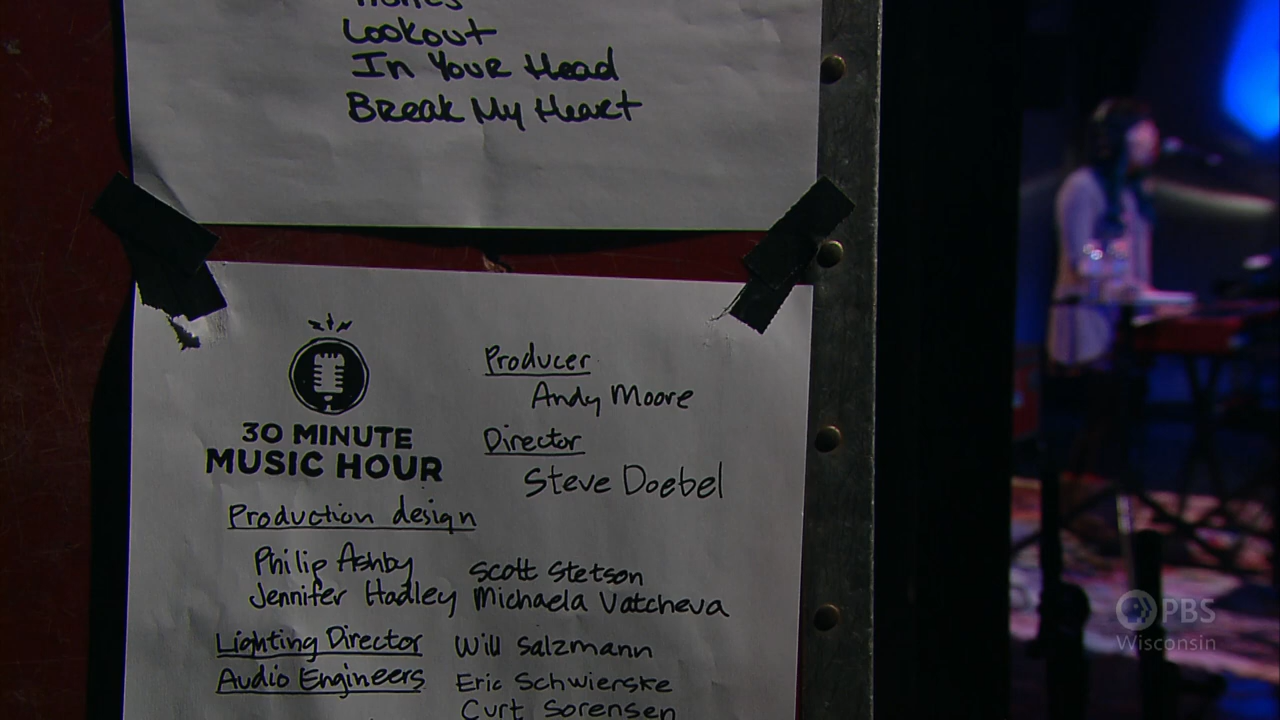 Lookout
In Your Head
Break My Heart
30 MINUTE
MUSIC HOUR
Producer
Andy Moore
Director
Steve Doebel
Production design
Philip Ashby Scott Stetson
Jennifer Hadley Michaela Vatcheva
Lighting Director Will Salzmann
Audio Engineers Eric Schwierske
Curt Sorensen
PBS
Wisconsin